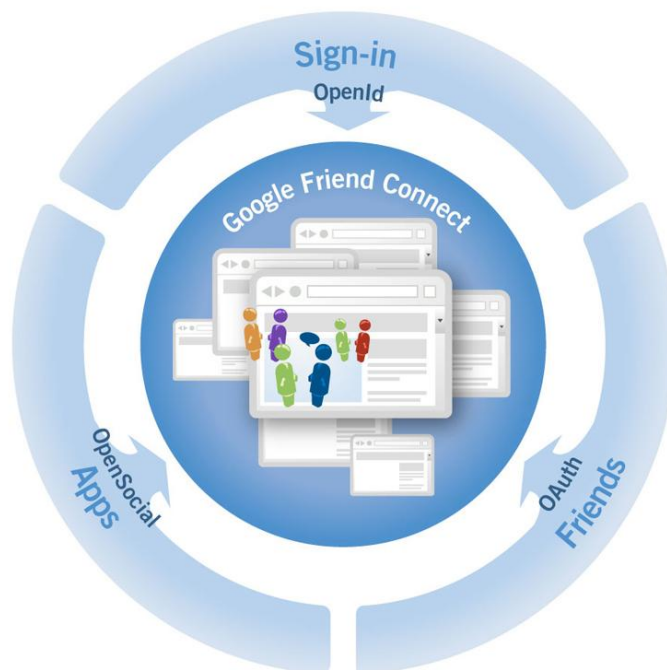 Sign-in
OpenId
Google Friend Connect
OpenSocial
Apps
OAuth
Friends